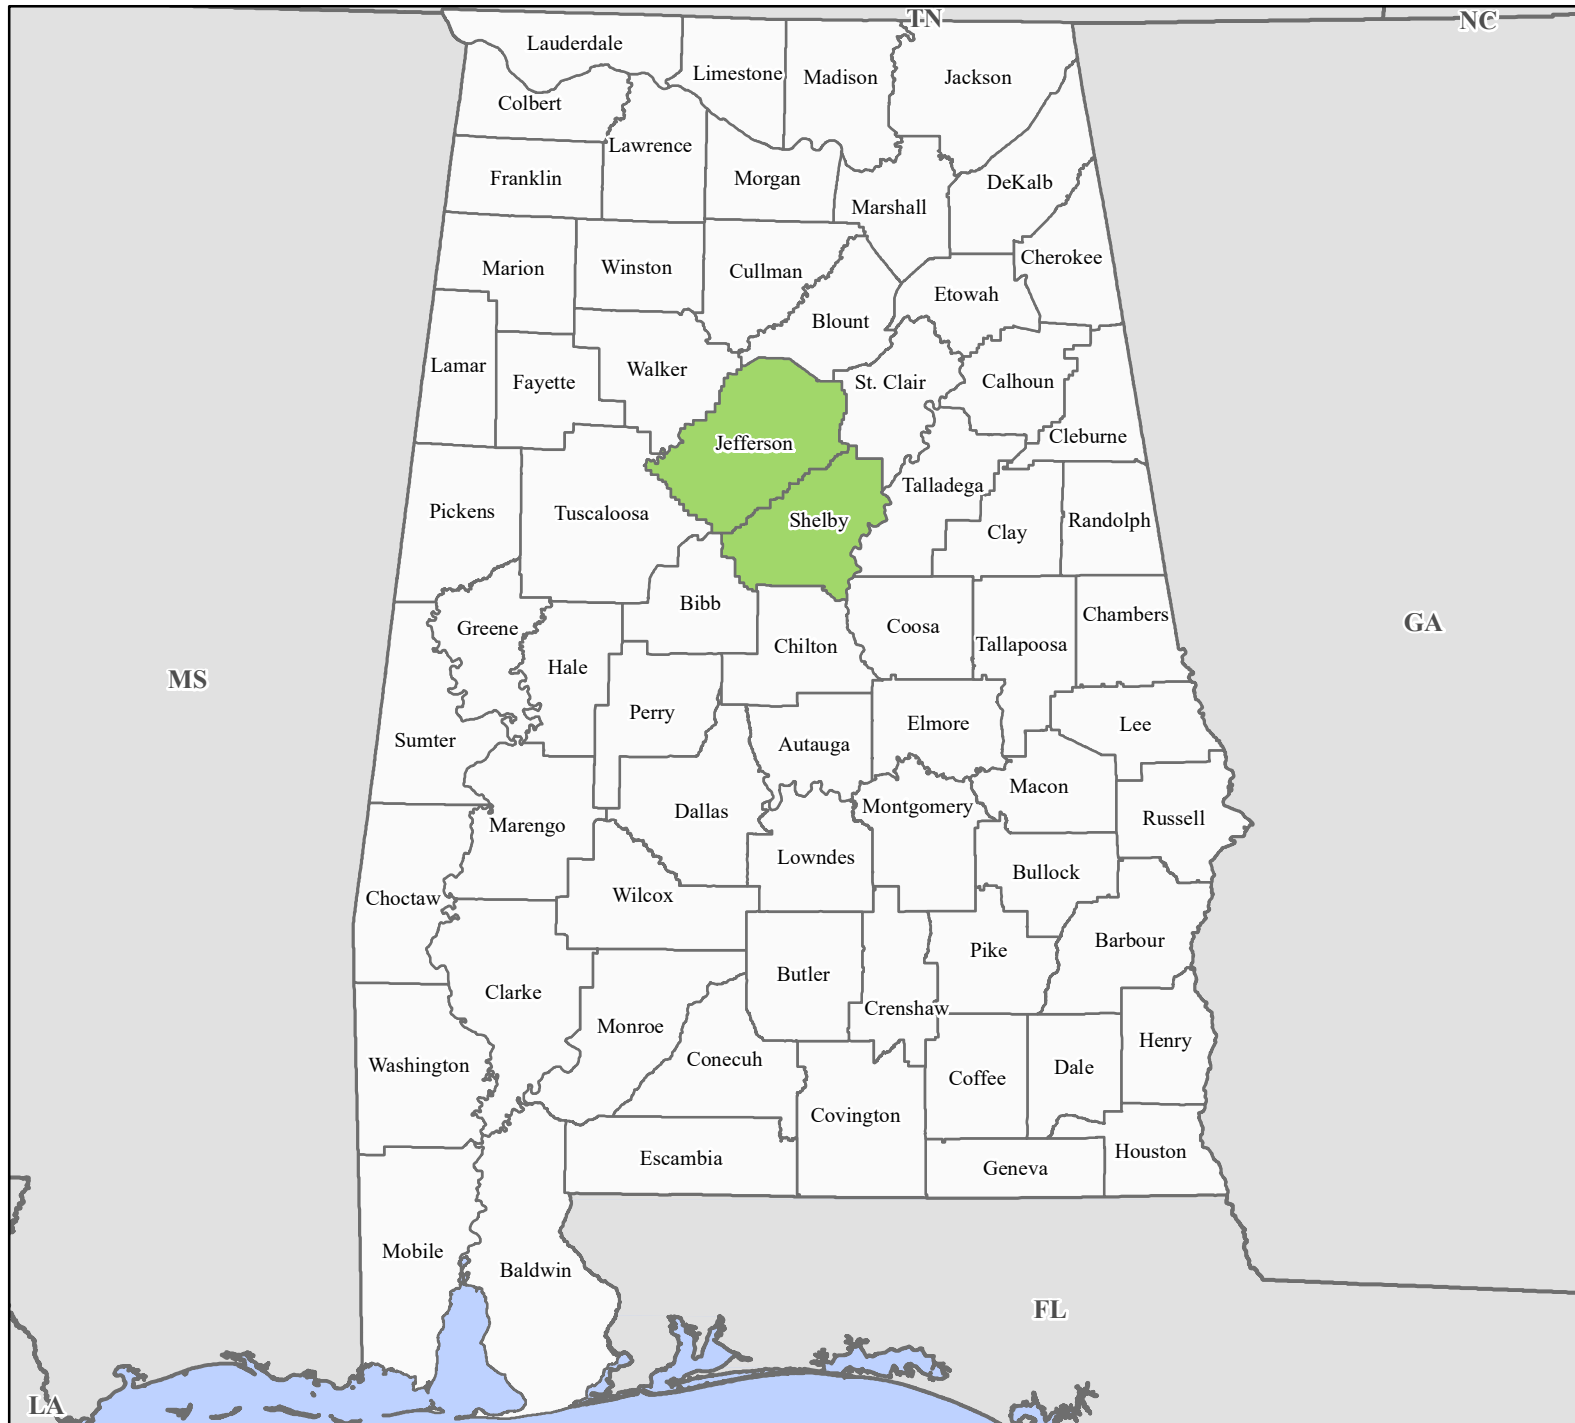 TN
NC
Lauderdale
Limestone
Madison
Jackson
Colbert
Lawrence
Franklin
Morgan
DeKalb
Marshall
Cherokee
Marion
Winston
Cullman
Etowah
Blount
Lamar
Walker
Fayette
St. Clair
Calhoun
Jefferson
Cleburne
Talladega
Pickens
Tuscaloosa
Shelby
Randolph
Clay
Bibb
Chambers
Greene
Coosa
Tallapoosa
Chilton
GA
Hale
MS
Perry
Elmore
Lee
Sumter
Autauga
Macon
Montgomery
Dallas
Russell
Marengo
Lowndes
Bullock
Choctaw
Wilcox
Barbour
Pike
Butler
Clarke
Crenshaw
Monroe
Henry
Conecuh
Washington
Dale
Coffee
Covington
Houston
Escambia
Geneva
Mobile
Baldwin
FL
LA